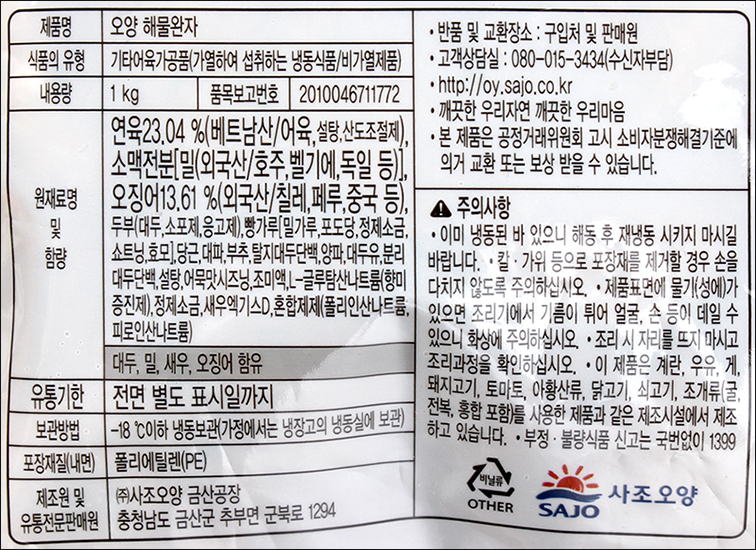 제품명 오양 해물완자
식품의 유형 기타어육가공품(가열하여 섭취하는 냉동식품/비가열제품)
내용량 1 kg 품목보고번호 2010046711772
원재료명 및 함량
연육23.04 %(베트남산/어육,설탕,산도조절제),
소맥전분[밀(외국산/호주,벨기에,독일 등)],
오징어13.61 %(외국산/칠레,페루,중국 등),
두부(대두,소포제,응고제),빵가루[밀가루,포도당,정제소금,
쇼트닝,효모],당근,대파,부추,탈지대두단백,양파,대두유,분리
대두단백,설탕,어묵맛시즈닝,조미액,L-글루탐산나트륨(향미
증진제),정제소금,새우엑기스D,혼합제제(폴리인산나트륨,
피로인산나트륨)
대두, 밀, 새우, 오징어 함유
유통기한 전면 별도 표시일까지
보관방법 -18 ℃이하 냉동보관(가정에서는 냉장고의 냉동실에 보관)
포장재질(내면) 폴리에틸렌(PE)
제조원 및 유통전문판매원
㈜사조오양 금산공장
충청남도 금산군 추부면 군북로 1294
• 반품 및 교환장소 : 구입처 및 판매원
• 고객상담실 : 080-015-3434(수신자부담)
• http://oy.sajo.co.kr
• 깨끗한 우리자연 깨끗한 우리마음
• 본 제품은 공정거래위원회 고시 소비자분쟁해결기준에
의거 교환 또는 보상 받을 수 있습니다.
주의사항
• 이미 냉동된 바 있으니 해동 후 재냉동 시키지 마시길
바랍니다. • 칼 · 가위 등으로 포장재를 제거할 경우 손을
다치지 않도록 주의하십시오. • 제품표면에 물기(성에)가
있으면 조리기에서 기름이 튀어 얼굴, 손 등이 데일 수
있으니 화상에 주의하십시오. • 조리 시 자리를 뜨지 마시고
조리과정을 확인하십시오. • 이 제품은 계란, 우유, 게,
돼지고기, 토마토, 아황산류, 닭고기, 쇠고기, 조개류(굴,
전복, 홍합 포함)를 사용한 제품과 같은 제조시설에서 제조
하고 있습니다. • 부정 · 불량식품 신고는 국번없이 1399
비닐류
OTHER
SAJO 사조오양